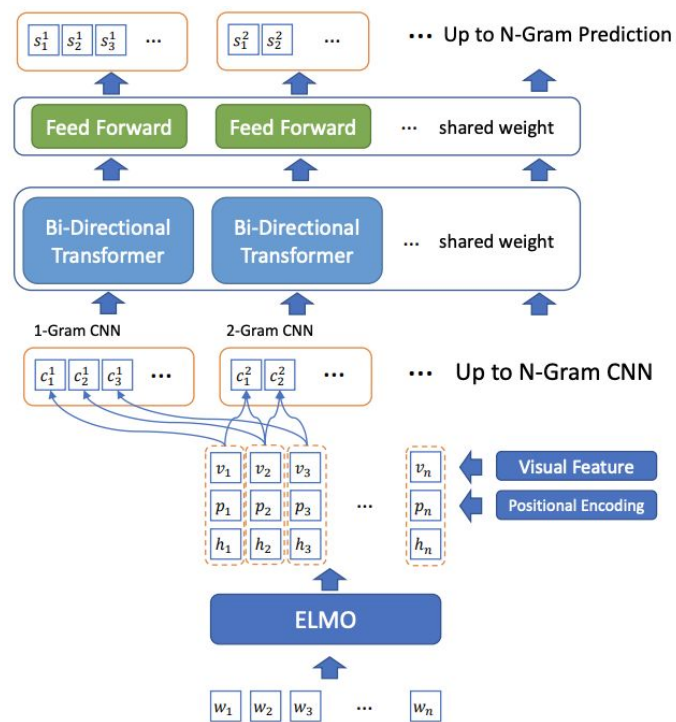 s₁¹ s₂¹ s₃¹ ... s₁² s₂² ... ... Up to N-Gram Prediction
Feed Forward Feed Forward ... shared weight
Bi-Directional Transformer Bi-Directional Transformer ... shared weight
1-Gram CNN 2-Gram CNN
c₁¹ c₂¹ c₃¹ ... c₁² c₂² ... ... Up to N-Gram CNN
v₁ v₂ v₃ vₙ Visual Feature
p₁ p₂ p₃ ... pₙ Positional Encoding
h₁ h₂ h₃ hₙ
ELMO
w₁ w₂ w₃ ... wₙ